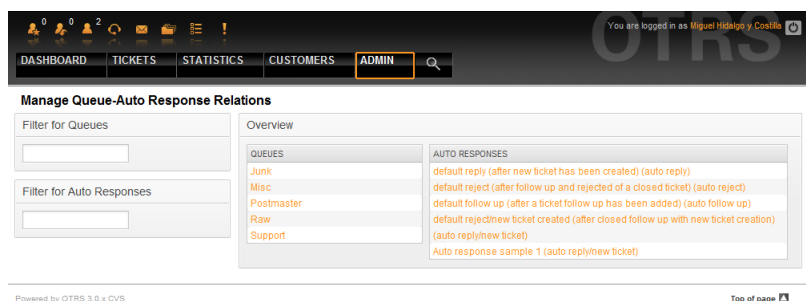 0 0 2
You are logged in as Miguel Hidalgo y Costilla
OTRS
DASHBOARD TICKETS STATISTICS CUSTOMERS ADMIN
Manage Queue-Auto Response Relations
Filter for Queues
Filter for Auto Responses
Overview
QUEUES
Junk
Misc
Postmaster
Raw
Support
AUTO RESPONSES
default reply (after new ticket has been created) (auto reply)
default reject (after follow up and rejected of a closed ticket) (auto reject)
default follow up (after a ticket follow up has been added) (auto follow up)
default reject/new ticket created (after closed follow up with new ticket creation)
(auto reply/new ticket)
Auto response sample 1 (auto reply/new ticket)
Powered by OTRS 3.0.x CVS
Top of page